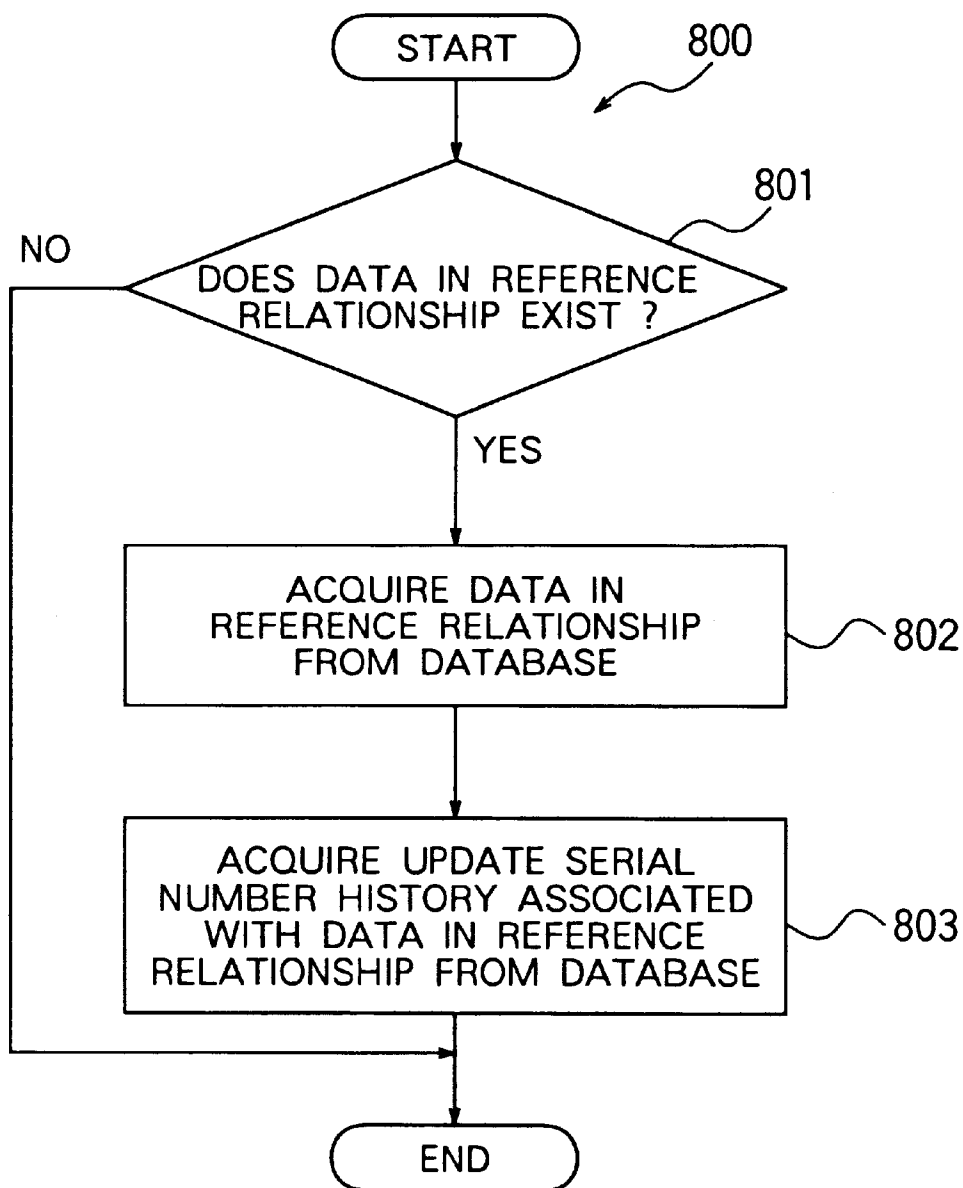 START
800
801
NO
DOES DATA IN REFERENCE
RELATIONSHIP EXIST ?
YES
ACQUIRE DATA IN
REFERENCE RELATIONSHIP
FROM DATABASE
802
ACQUIRE UPDATE SERIAL
NUMBER HISTORY ASSOCIATED
WITH DATA IN REFERENCE
RELATIONSHIP FROM DATABASE
803
END